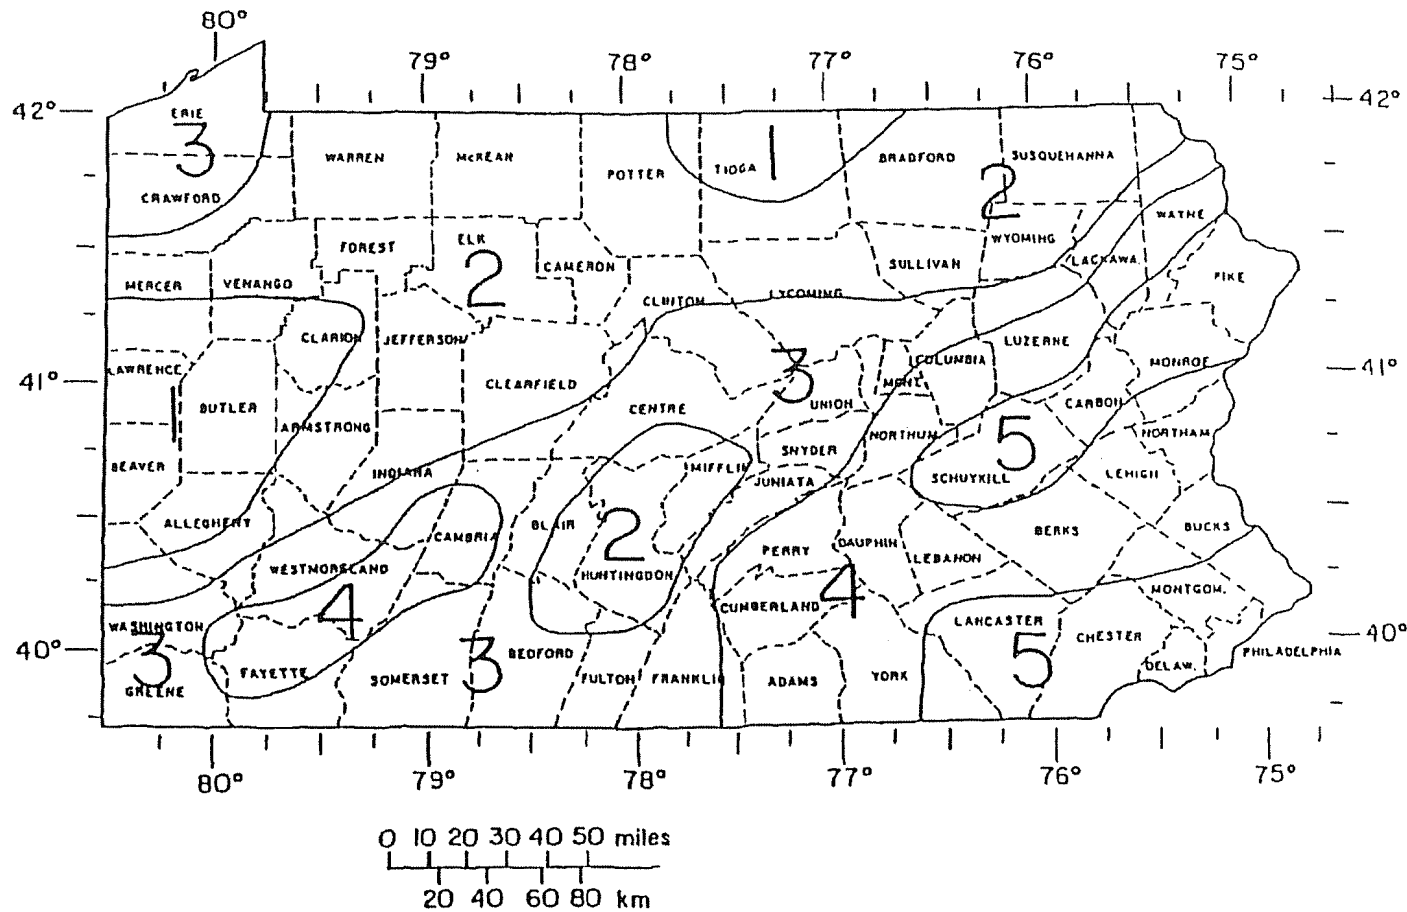 80°
79° 78° 77° 76° 75°
42° 42°
ERIE
3
WARREN McKEAN POTTER TIOGA 1 BRADFORD SUSQUEHANNA
CRAWFORD
2
WAYNE
FOREST ELK WYOMING
MERCER VENANGO 2 CAMERON SULLIVAN LACKAWA. PIKE
CLINTON LYCOMING
CLARION JEFFERSON LUZERNE
41° LAWRENCE CLEARFIELD 3 COLUMBIA MONROE 41°
MONT.
1 BUTLER CENTRE UNION CARBON
ARMSTRONG SNYDER NORTHUM. 5 NORTHAM.
BEAVER INDIANA MIFFLIN JUNIATA SCHUYKILL LEHIGH
ALLEGHENY CAMBRIA BLAIR 2 PERRY DAUPHIN BERKS BUCKS
WESTMORELAND HUNTINGDON LEBANON
4 CUMBERLAND 4 MONTGOM.
WASHINGTON LANCASTER CHESTER
40° 3 3 BEDFORD 5 PHILADELPHIA 40°
GREENE FAYETTE SOMERSET FULTON FRANKLIN ADAMS YORK DELAW.
80° 79° 78° 77° 76° 75°
0 10 20 30 40 50 miles
20 40 60 80 km